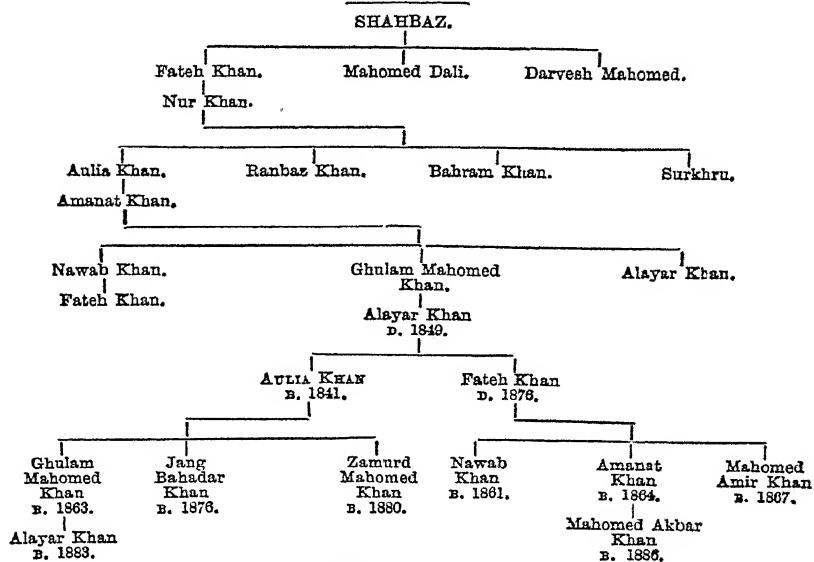 SHAHBAZ.
Fateh Khan. Mahomed Dali. Darvesh Mahomed.
Nur Khan.
Aulia Khan. Ranbaz Khan. Bahram Khan. Surkhru.
Amanat Khan.
Nawab Khan. Ghulam Mahomed Alayar Khan.
Khan.
Fateh Khan.
Alayar Khan
D. 1849.
AULIA KHAN Fateh Khan
B. 1841. D. 1876.
Ghulam Jang Zamurd Nawab Amanat Mahomed
Mahomed Bahadar Mahomed Khan Khan Amir Khan
Khan Khan Khan B. 1861. B. 1864. B. 1867.
B. 1863. B. 1876. B. 1880.
Mahomed Akbar
Alayar Khan Khan
B. 1883. B. 1886.